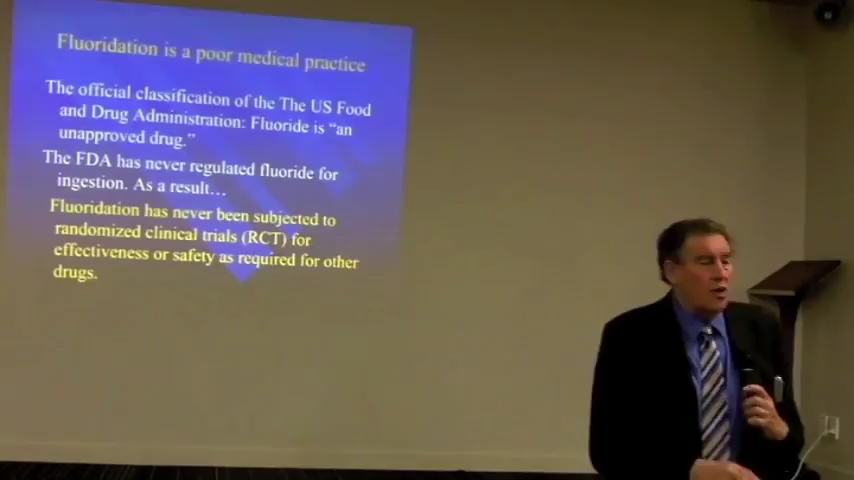 Fluoridation is a poor medical practice
The official classification of the The US Food
and Drug Administration: Fluoride is “an
unapproved drug.”
The FDA has never regulated fluoride for
ingestion. As a result…
Fluoridation has never been subjected to
randomized clinical trials (RCT) for
effectiveness or safety as required for other
drugs.